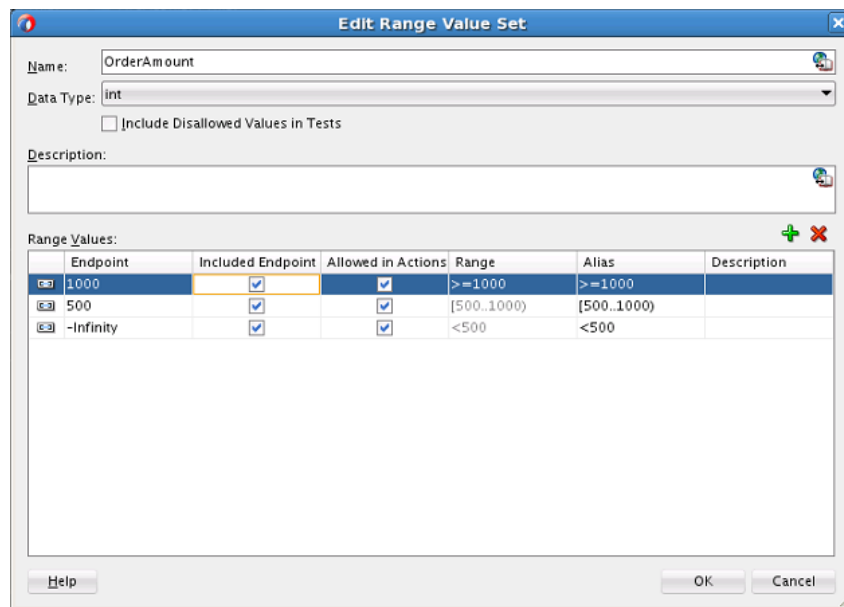 Edit Range Value Set
Name: OrderAmount
Data Type: int
Include Disallowed Values in Tests
Description:
Range Values:
Endpoint Included Endpoint Allowed in Actions Range Alias Description
1000 >=1000 >=1000
500 [500..1000) [500..1000)
-Infinity <500 <500
Help OK Cancel